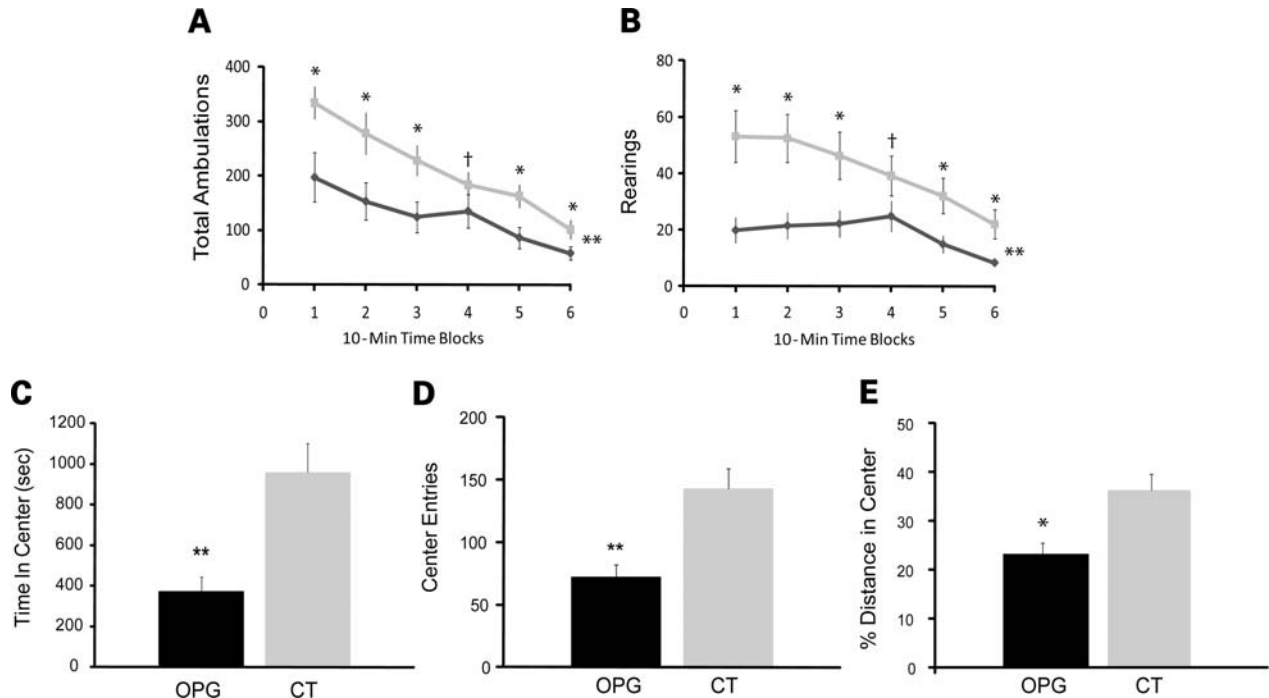 A
Total Ambulations
400
300
200
100
0
* * * † * * **
0 1 2 3 4 5 6
10-Min Time Blocks
B
Rearings
80
60
40
20
0
* * * † * * **
0 1 2 3 4 5 6
10-Min Time Blocks
C
Time In Center (sec)
1200
1000
800
600
400
200
0
**
OPG CT
D
Center Entries
200
150
100
50
0
**
OPG CT
E
% Distance in Center
50
40
30
20
10
0
*
OPG CT